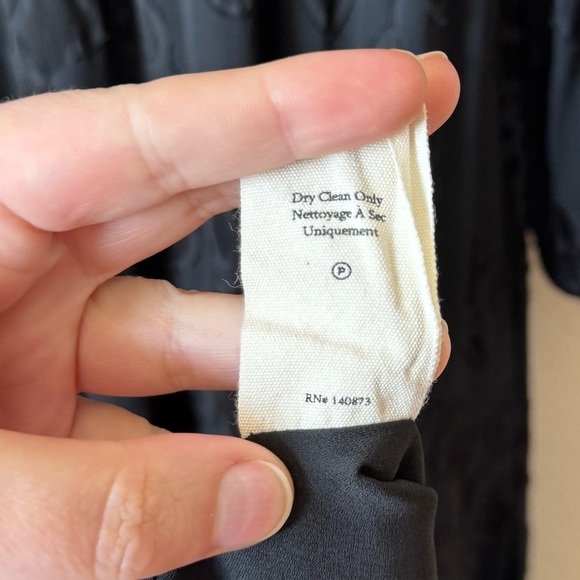 Dry Clean Only
Nettoyage À Sec
Uniquement
P
RN# 140873